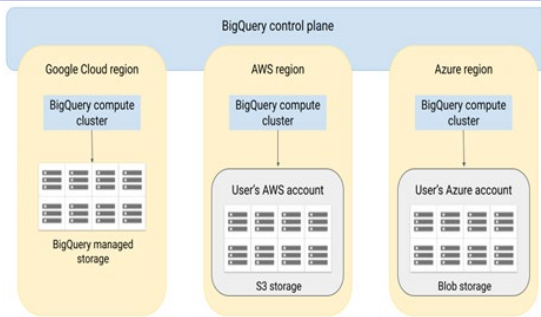 BigQuery control plane
Google Cloud region
AWS region
Azure region
BigQuery compute
cluster
BigQuery compute
cluster
BigQuery compute
cluster
BigQuery managed
storage
User's AWS account
S3 storage
User's Azure account
Blob storage